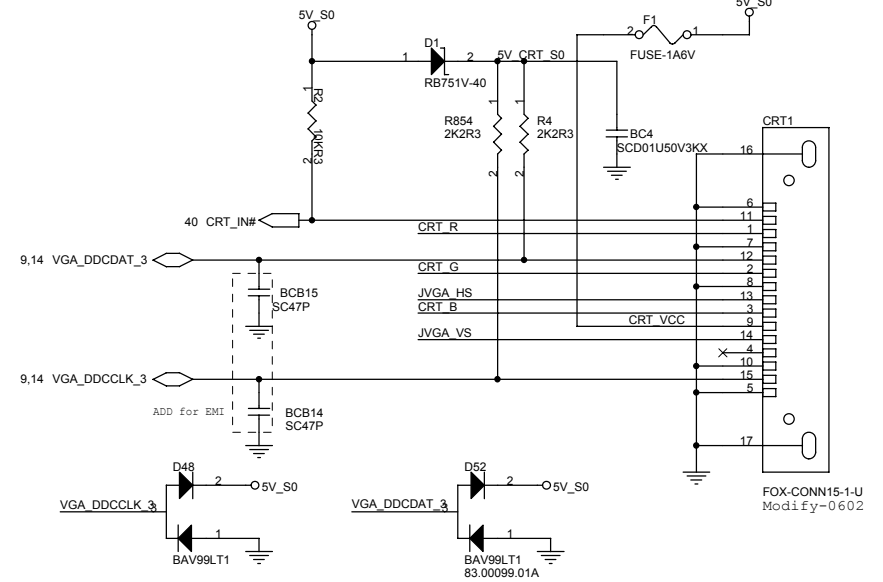 5V_S0
5V_S0
F1
2
1
FUSE-1A6V
D1
1
2
5V_CRT_S0
RB751V-40
1
R2
10KR3
2
1
R854
2K2R3
2
1
R4
2K2R3
2
BC4
SCD01U50V3KX
CRT1
16
40 CRT_IN#
6
11
CRT_R
1
7
9,14 VGA_DDCDAT_3
12
CRT_G
2
8
BCB15
SC47P
JVGA_HS
13
CRT_B
3
CRT_VCC
9
JVGA_VS
14
4
10
9,14 VGA_DDCCLK_3
15
5
ADD for EMI
BCB14
SC47P
17
D48
2
5V_S0
VGA_DDCCLK_3
3
1
BAV99LT1
D52
2
5V_S0
VGA_DDCDAT_3
3
1
BAV99LT1
83.00099.01A
FOX-CONN15-1-U
Modify-0602